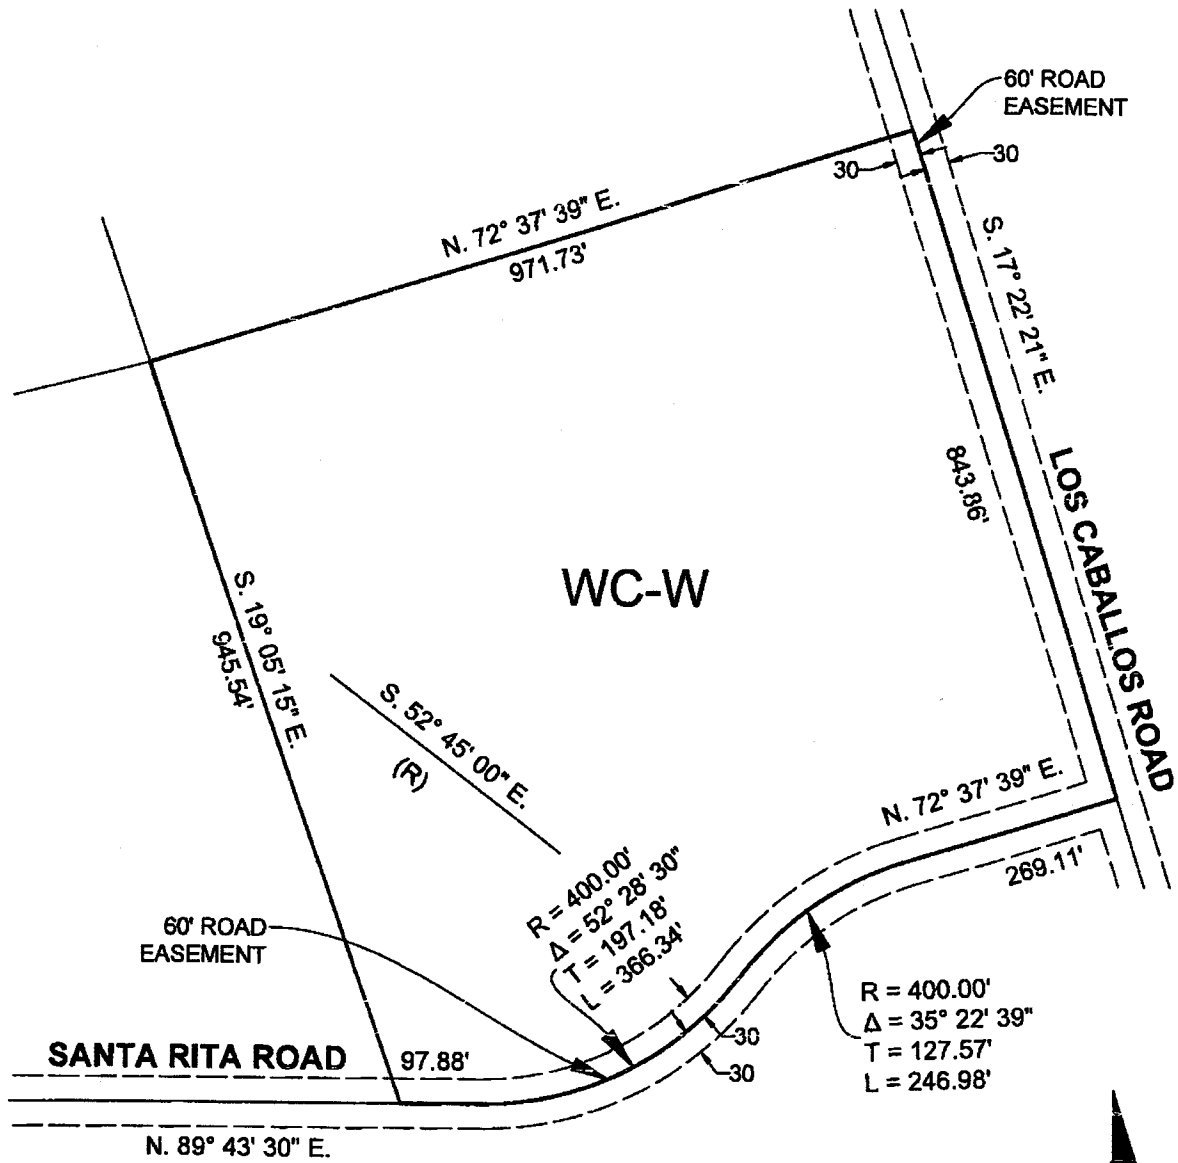 60' ROAD
EASEMENT
30
30
N. 72° 37' 39" E.
971.73'
S. 17° 22' 21" E.
843.86'
LOS CABALLOS ROAD
WC-W
S. 19° 05' 15" E.
945.54'
S. 52° 45' 00" E.
(R)
N. 72° 37' 39" E.
269.11'
R = 400.00'
Δ = 52° 28' 30"
T = 197.18'
L = 366.34'
60' ROAD
EASEMENT
R = 400.00'
Δ = 35° 22' 39"
T = 127.57'
L = 246.98'
30
30
SANTA RITA ROAD
97.88'
N. 89° 43' 30" E.